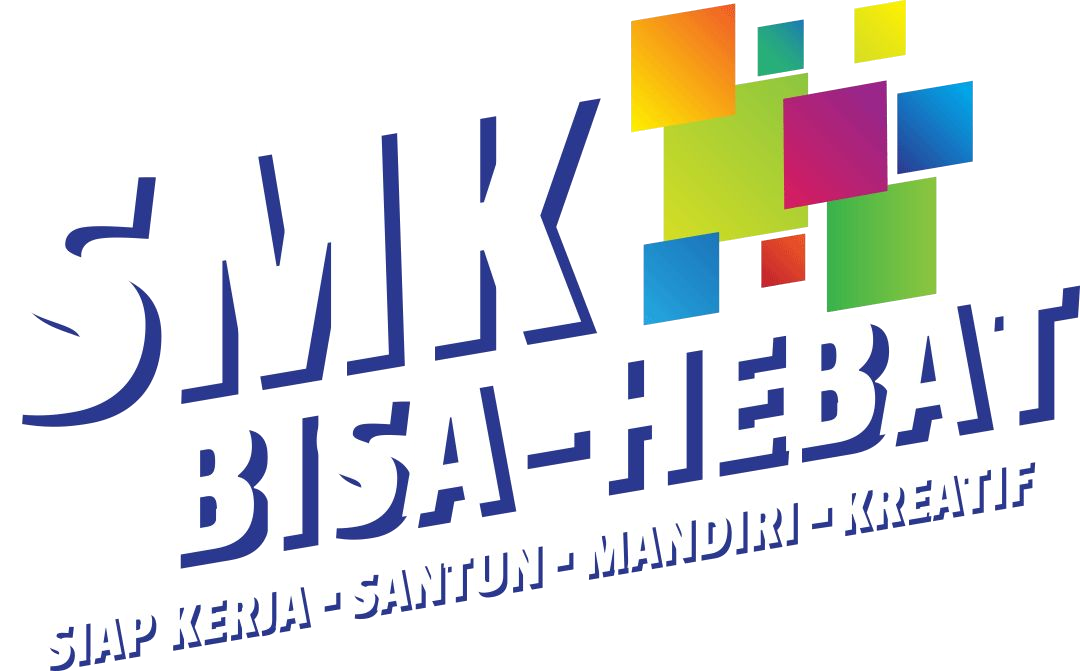 SMK
BISA-HEBAT
SIAP KERJA - SANTUN - MANDIRI - KREATIF